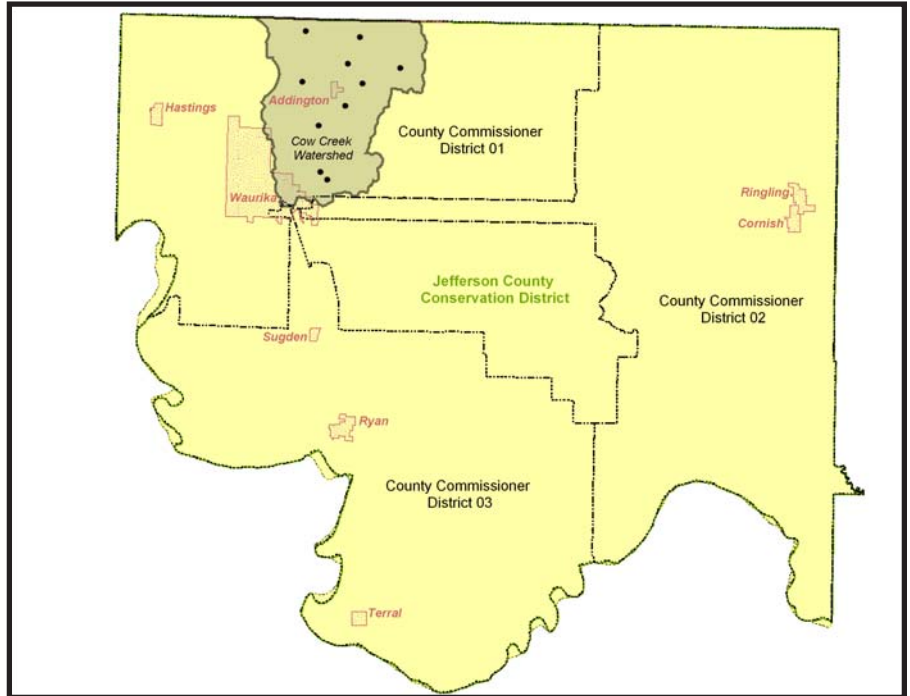 Hastings
Addington
Cow Creek
Watershed
County Commissioner
District 01
Waurika
Ringling
Cornish
Jefferson County
Conservation District
County Commissioner
District 02
Sugden
Ryan
County Commissioner
District 03
Terral